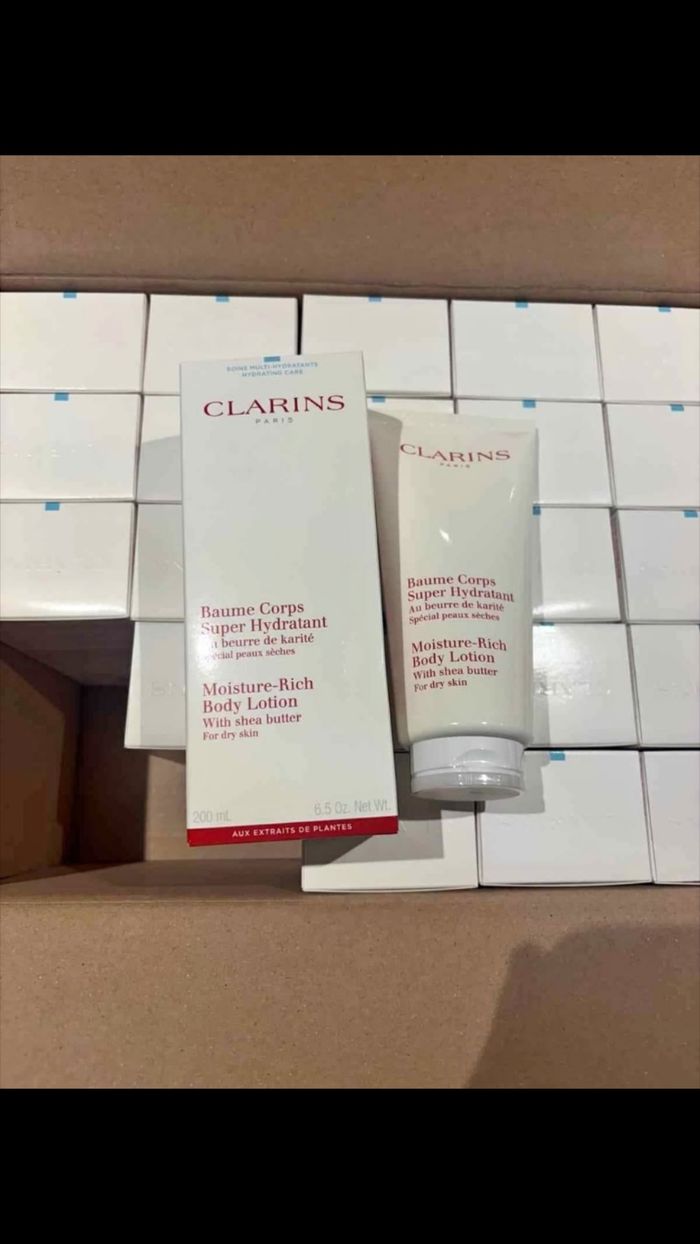 SOINS MULTI-HYDRATANTS
HYDRATING CARE
CLARINS
PARIS
Baume Corps
Super Hydratant
Au beurre de karité
Spécial peaux sèches
Moisture-Rich
Body Lotion
With shea butter
For dry skin
200 mL
6.5 Oz. Net Wt.
AUX EXTRAITS DE PLANTES
CLARINS
PARIS
Baume Corps
Super Hydratant
Au beurre de karité
Spécial peaux sèches
Moisture-Rich
Body Lotion
With shea butter
For dry skin